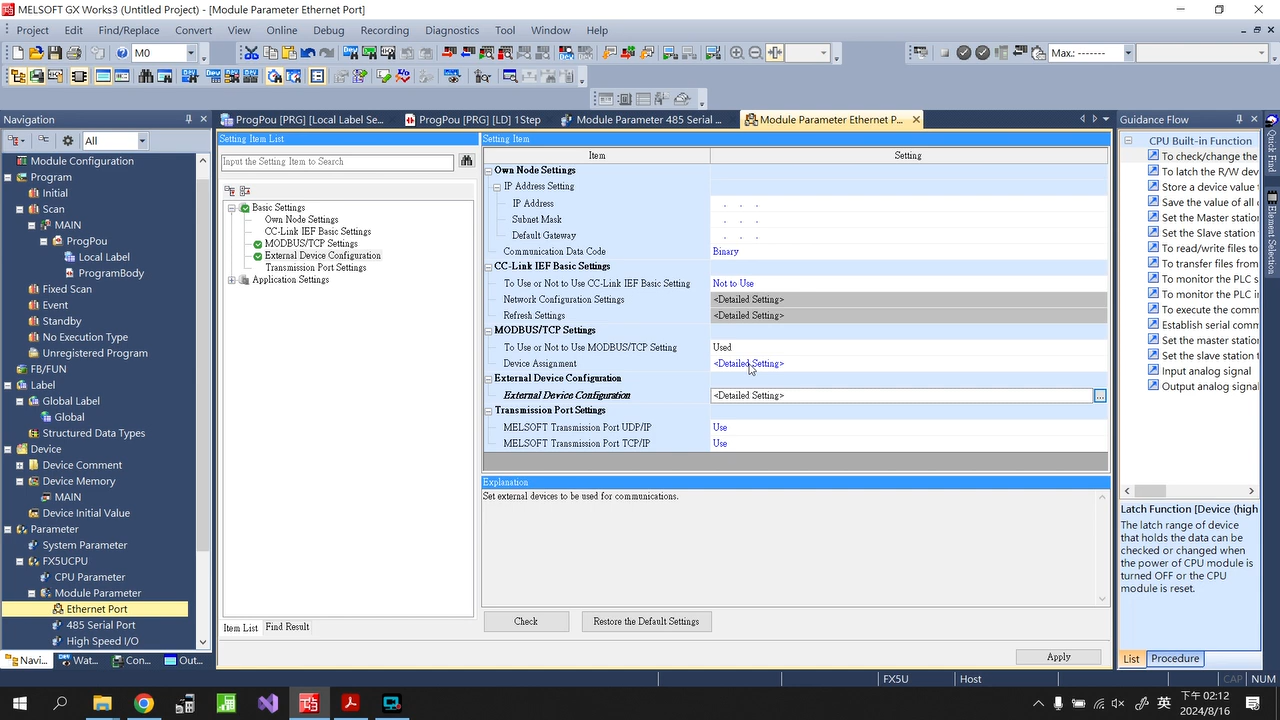 MELSOFT GX Works3 (Untitled Project) - [Module Parameter Ethernet Port]
Project Edit Find/Replace Convert View Online Debug Recording Diagnostics Tool Window Help
M0
Max.: -------
Navigation
All
Module Configuration
Program
Initial
Scan
MAIN
ProgPou
Local Label
ProgramBody
Fixed Scan
Event
Standby
No Execution Type
Unregistered Program
FB/FUN
Label
Global Label
Global
Structured Data Types
Device
Device Comment
Device Memory
MAIN
Device Initial Value
Parameter
System Parameter
FX5UCPU
CPU Parameter
Module Parameter
Ethernet Port
485 Serial Port
High Speed I/O
Navi... Wat... Con... Out...
ProgPou [PRG] [Local Label Se... ProgPou [PRG] [LD] 1Step Module Parameter 485 Serial ... Module Parameter Ethernet P...
Setting Item List
Input the Setting Item to Search
Basic Settings
Own Node Settings
CC-Link IEF Basic Settings
MODBUS/TCP Settings
External Device Configuration
Transmission Port Settings
Application Settings
Item List Find Result
Setting Item
Item Setting
Own Node Settings
IP Address Setting
IP Address . . .
Subnet Mask . . .
Default Gateway . . .
Communication Data Code Binary
CC-Link IEF Basic Settings
To Use or Not to Use CC-Link IEF Basic Setting Not to Use
Network Configuration Settings <Detailed Setting>
Refresh Settings <Detailed Setting>
MODBUS/TCP Settings
To Use or Not to Use MODBUS/TCP Setting Used
Device Assignment <Detailed Setting>
External Device Configuration
External Device Configuration <Detailed Setting> ...
Transmission Port Settings
MELSOFT Transmission Port UDP/IP Use
MELSOFT Transmission Port TCP/IP Use
Explanation
Set external devices to be used for communications.
Check Restore the Default Settings
Apply
Guidance Flow
CPU Built-in Function
To check/change the
To latch the R/W dev
Store a device value t
Save the value of all d
Set the Master station
Set the Slave station
To read/write files to
To transfer files from
To monitor the PLC s
To monitor the PLC i
To execute the comm
Establish serial comm
Set the master station
Set the slave station t
Input analog signal
Output analog signal
Latch Function [Device (high
The latch range of device
that holds the data can be
checked or changed when
the power of CPU module is
turned OFF or the CPU
module is reset.
List Procedure
Quick Find
Element Selection
FX5U Host CAP NUM
英
下午 02:12
2024/8/16